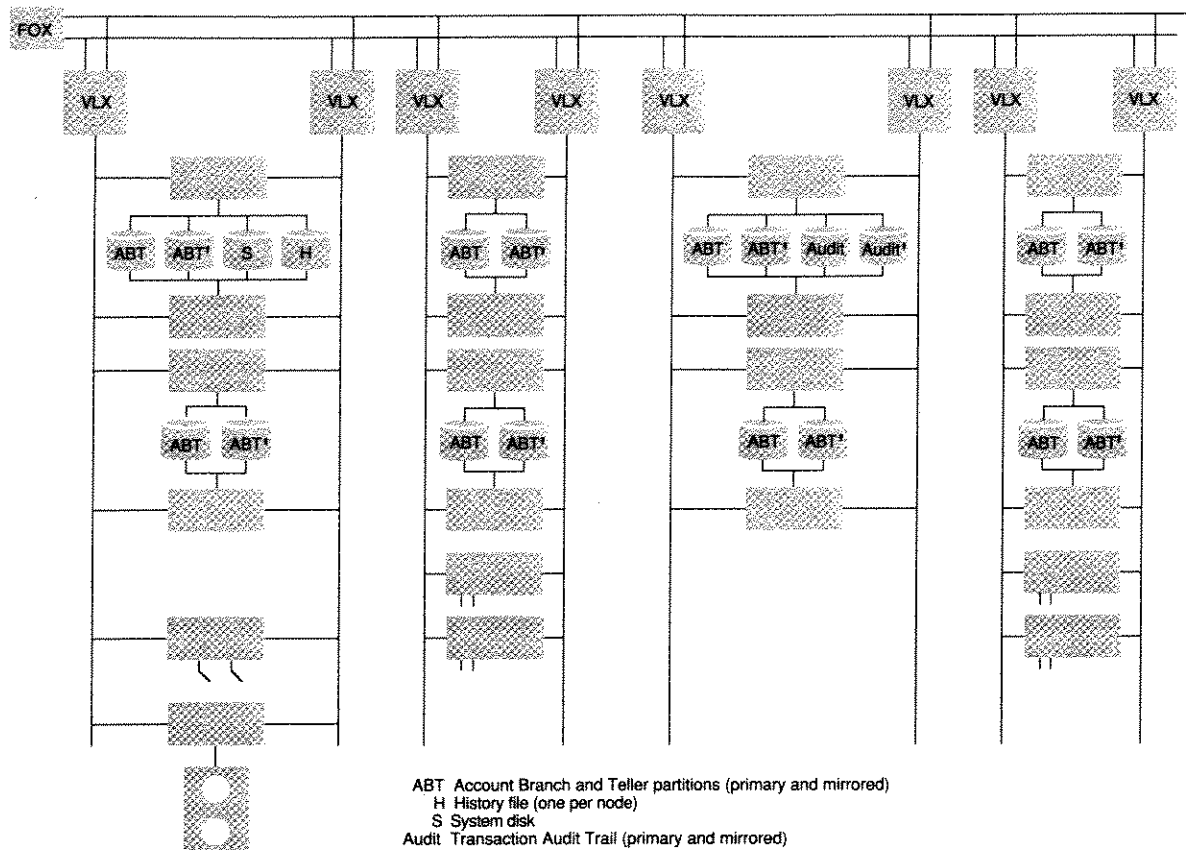 FOX
VLX VLX VLX VLX VLX VLX VLX VLX
ABT ABT' S H ABT ABT' ABT ABT' Audit Audit' ABT ABT'
ABT ABT' ABT ABT' ABT ABT' ABT ABT'
ABT Account Branch and Teller partitions (primary and mirrored)
H History file (one per node)
S System disk
Audit Transaction Audit Trail (primary and mirrored)